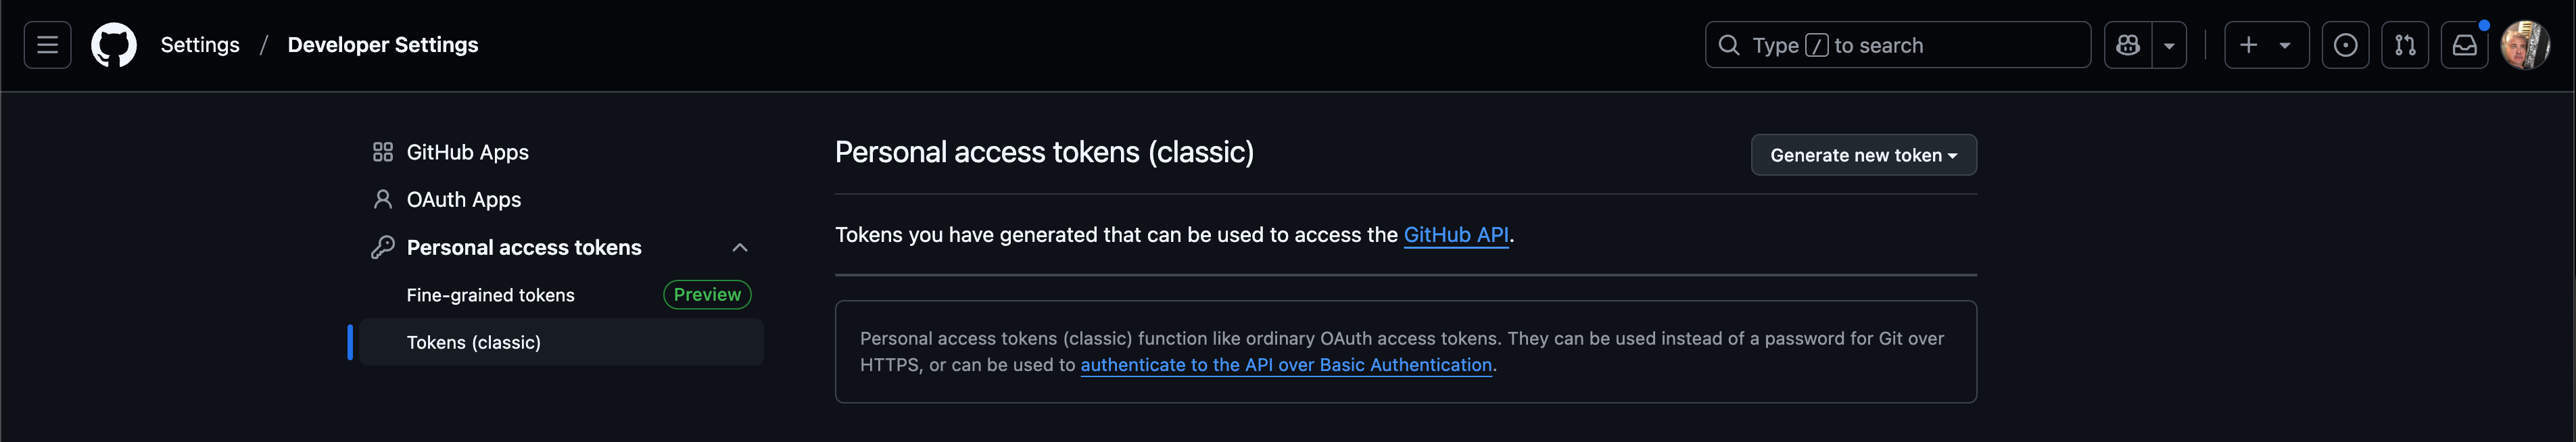 Settings / Developer Settings
Type / to search
GitHub Apps
OAuth Apps
Personal access tokens
Fine-grained tokens Preview
Tokens (classic)
Personal access tokens (classic)
Generate new token
Tokens you have generated that can be used to access the GitHub API.
Personal access tokens (classic) function like ordinary OAuth access tokens. They can be used instead of a password for Git over
HTTPS, or can be used to authenticate to the API over Basic Authentication.